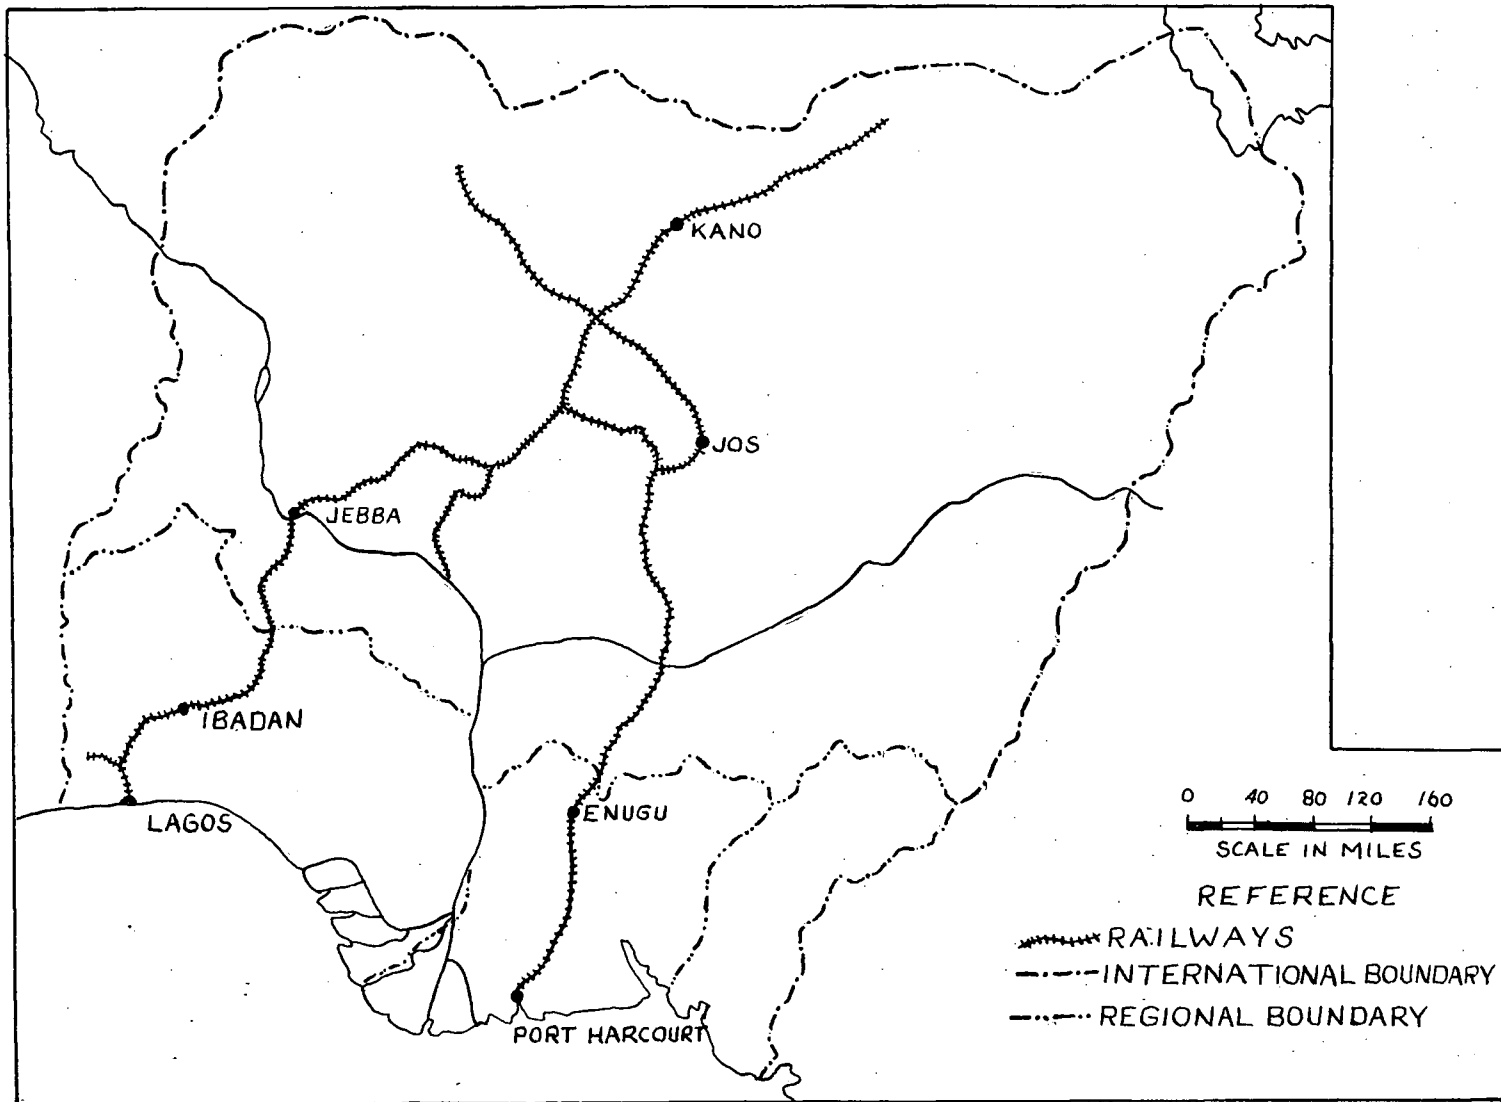 KANO
JOS
JEBBA
IBADAN
LAGOS
ENUGU
PORT HARCOURT
0 40 80 120 160
SCALE IN MILES
REFERENCE
RAILWAYS
INTERNATIONAL BOUNDARY
REGIONAL BOUNDARY